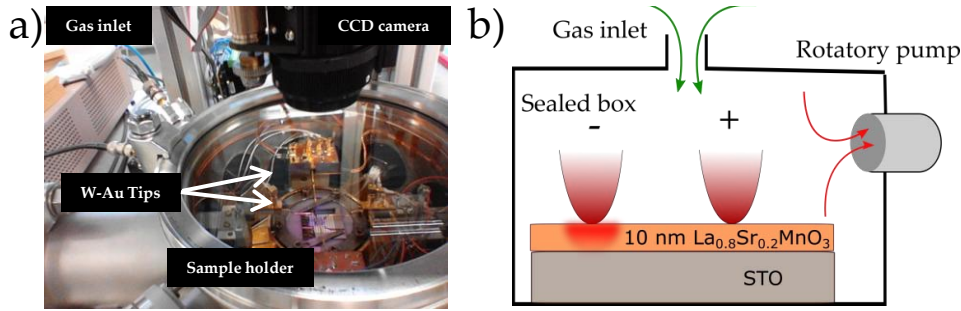 a)
Gas inlet
CCD camera
W-Au Tips
Sample holder
b)
Gas inlet
Rotatory pump
Sealed box
- +
10 nm La₀.₈Sr₀.₂MnO₃
STO